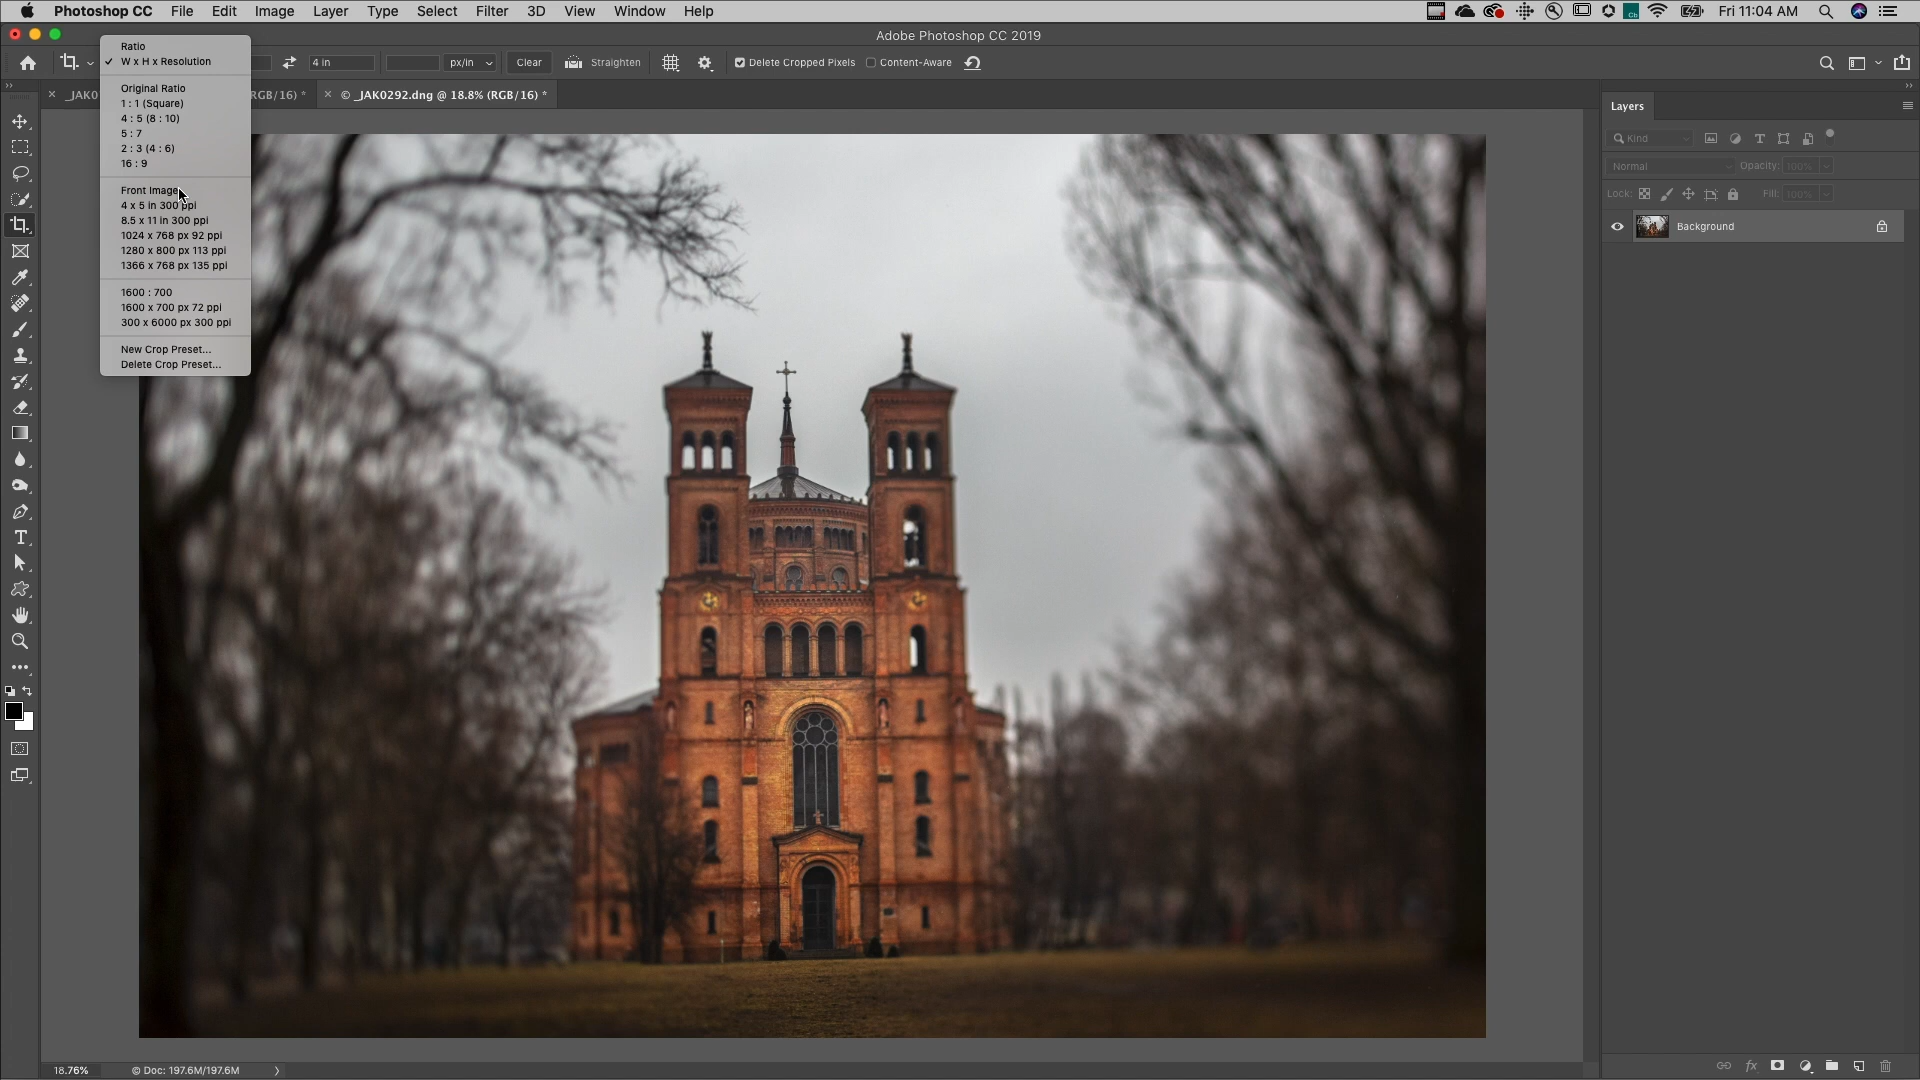 Photoshop CC File Edit Image Layer Type Select Filter 3D View Window Help Fri 11:04 AM
Adobe Photoshop CC 2019
4 in px/in Clear Straighten Delete Cropped Pixels Content-Aware
Ratio
W x H x Resolution
Original Ratio
1 : 1 (Square)
4 : 5 (8 : 10)
5 : 7
2 : 3 (4 : 6)
16 : 9
Front Image
4 x 5 in 300 ppi
8.5 x 11 in 300 ppi
1024 x 768 px 92 ppi
1280 x 800 px 113 ppi
1366 x 768 px 135 ppi
1600 : 700
1600 x 700 px 72 ppi
300 x 6000 px 300 ppi
New Crop Preset...
Delete Crop Preset...
_JAK0 RGB/16) * © _JAK0292.dng @ 18.8% (RGB/16) *
Layers
Kind
Normal Opacity: 100%
Lock: Fill: 100%
Background
18.76% © Doc: 197.6M/197.6M